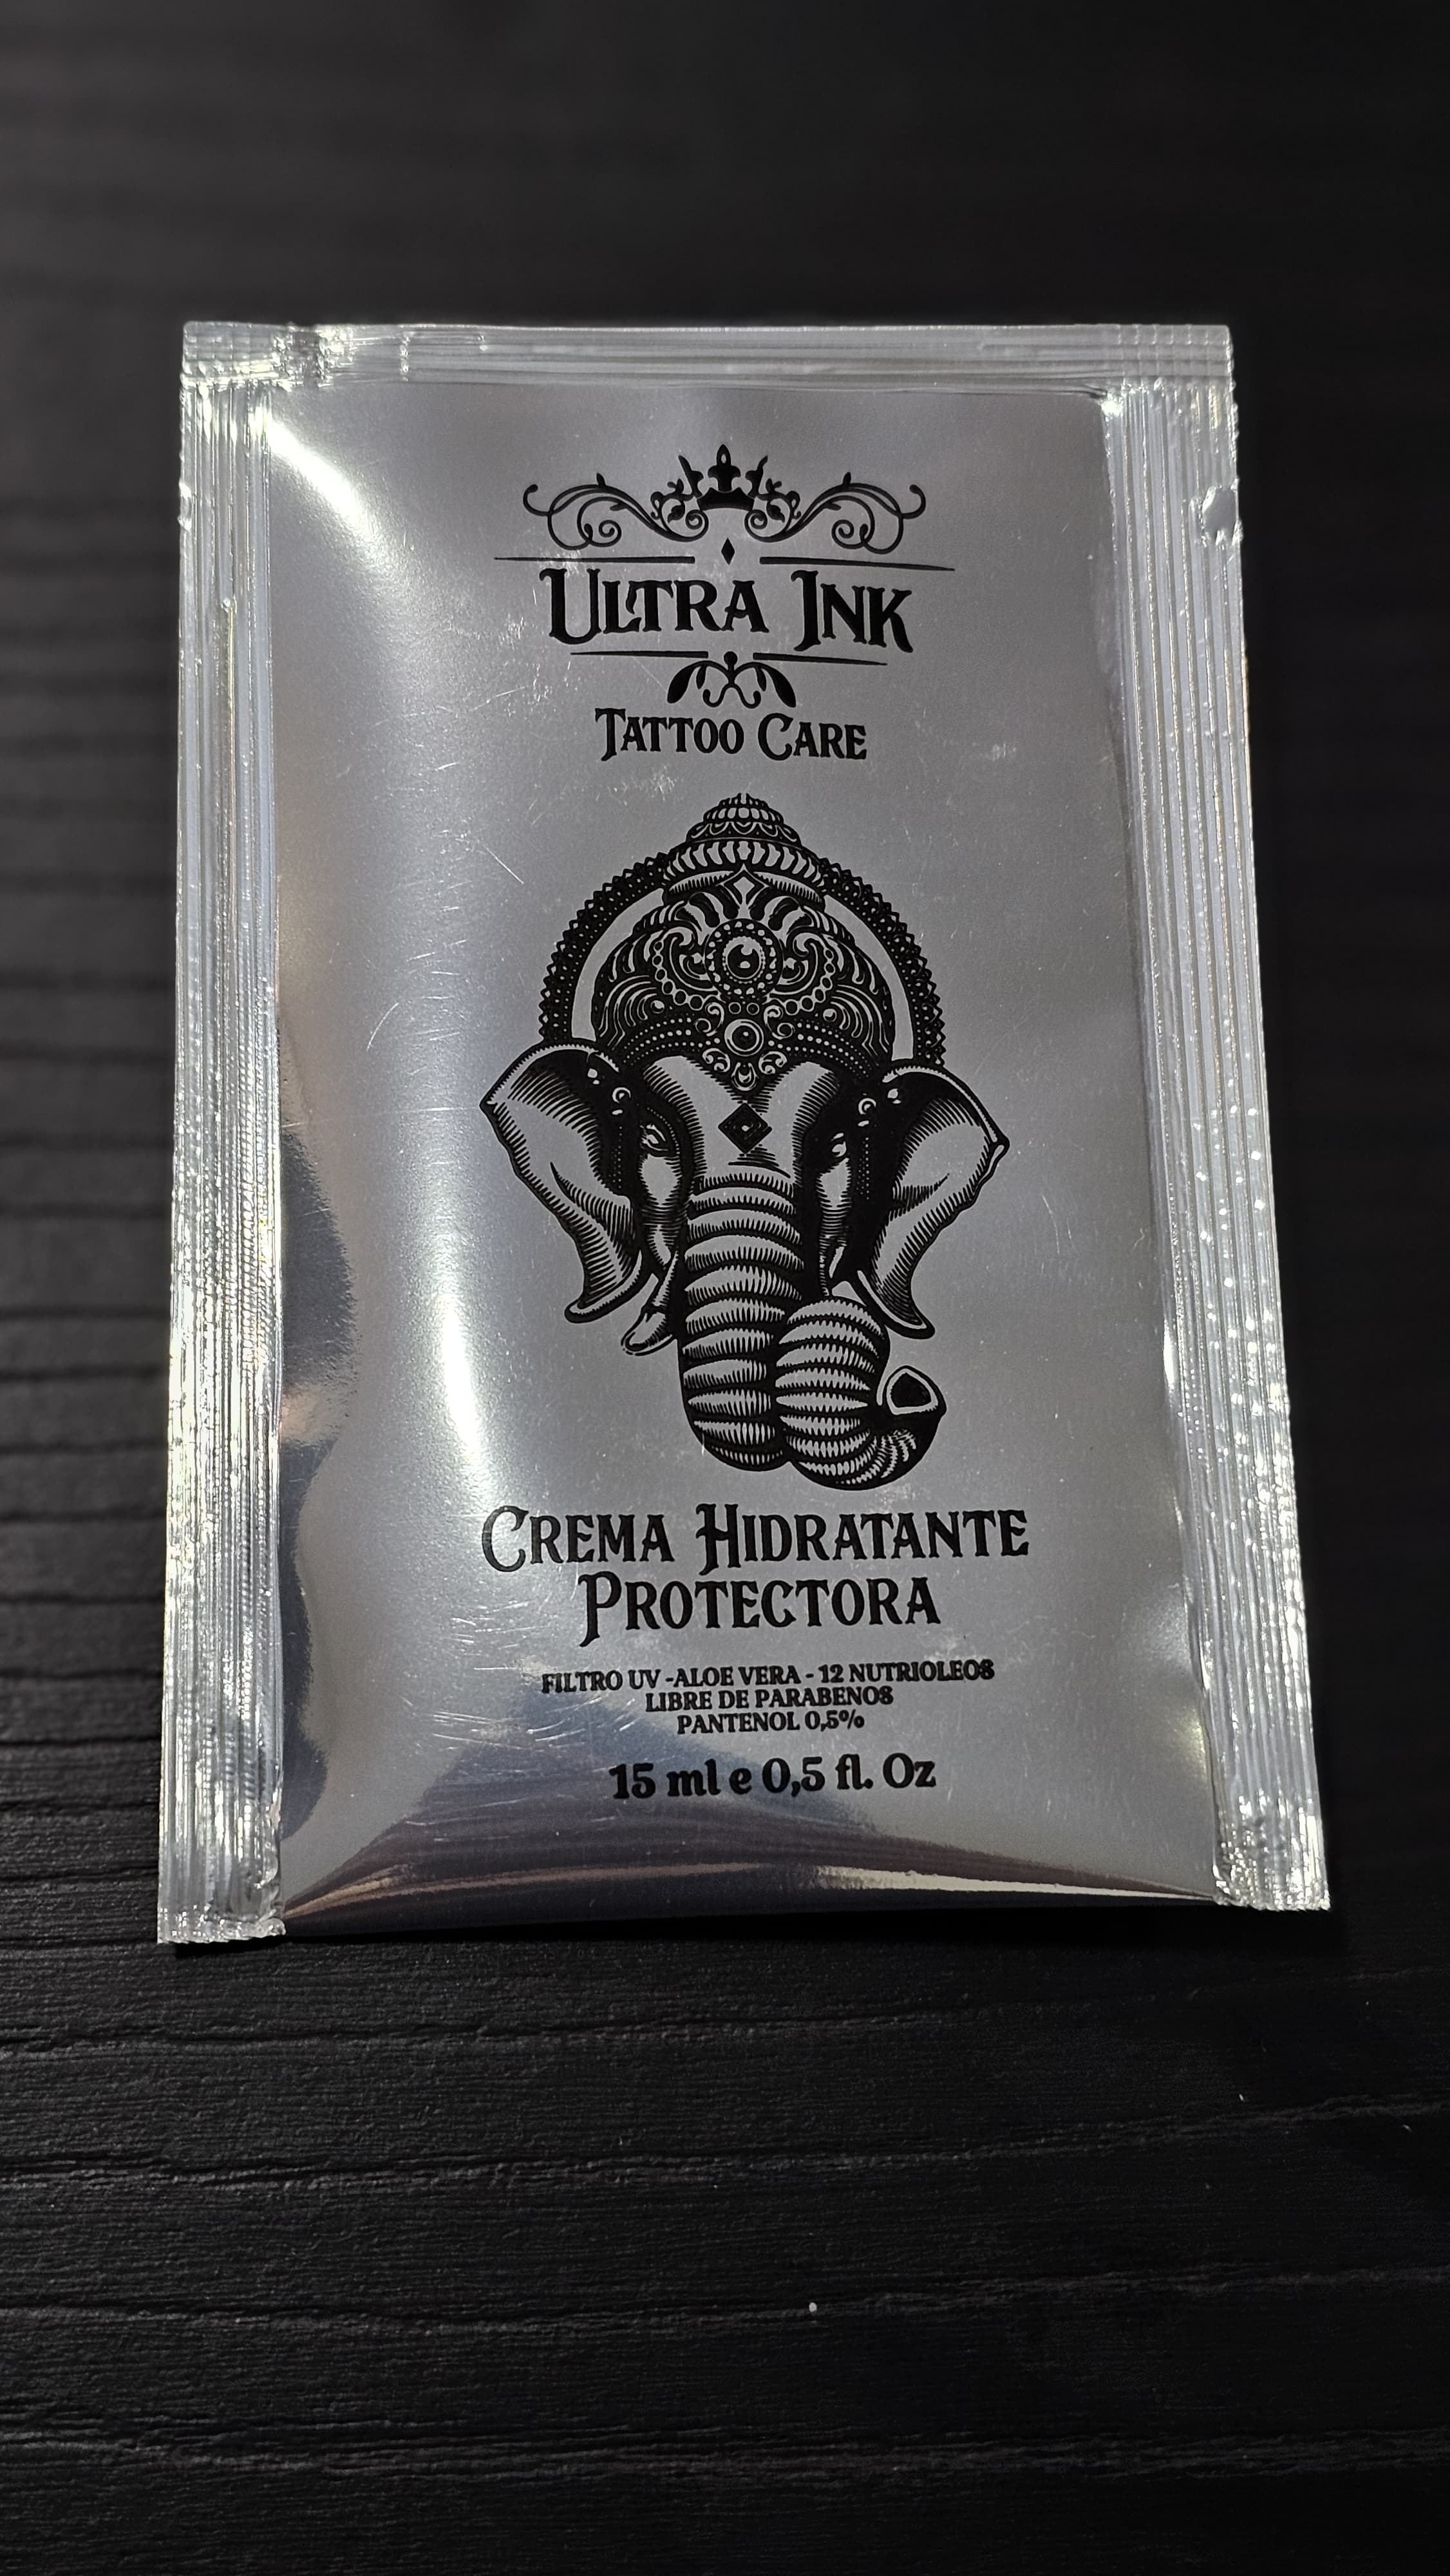 ULTRA INK
TATTOO CARE
CREMA HIDRATANTE
PROTECTORA
FILTRO UV -ALOE VERA - 12 NUTRIOLEOS
LIBRE DE PARABENOS
PANTENOL 0,5%
15 ml e 0,5 fl. Oz